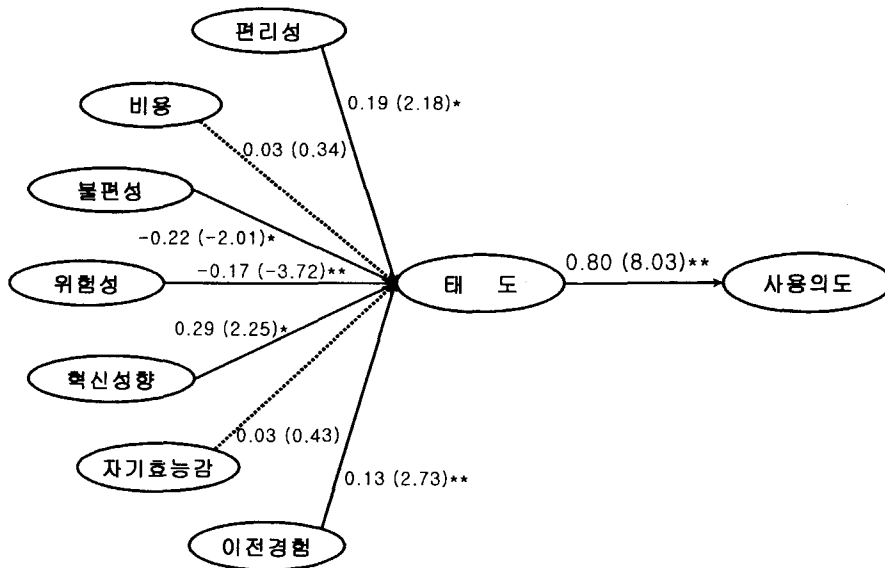 편리성
0.19 (2.18)*
비용
0.03 (0.34)
불편성
-0.22 (-2.01)*
위험성
-0.17 (-3.72)**
태 도
0.80 (8.03)**
사용의도
0.29 (2.25)*
혁신성향
0.03 (0.43)
자기효능감
0.13 (2.73)**
이전경험